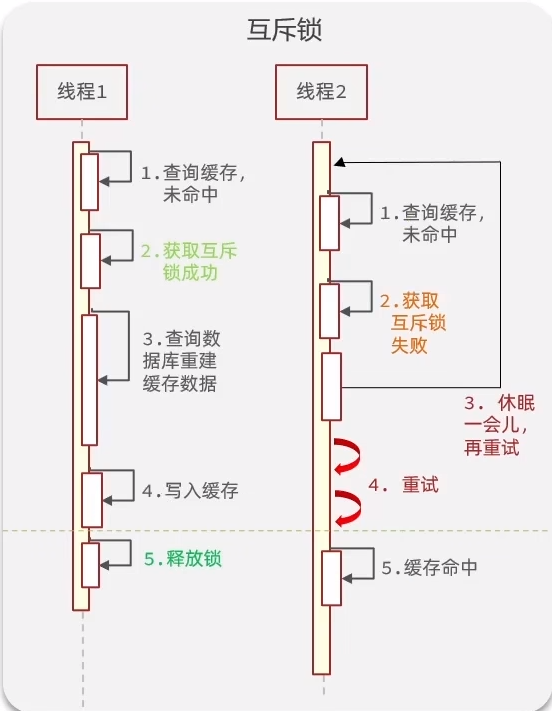 互斥锁
线程1
线程2
1.查询缓存，
未命中
2.获取互斥
锁成功
3.查询数
据库重建
缓存数据
4.写入缓存
5.释放锁
1.查询缓存，
未命中
2.获取
互斥锁
失败
3. 休眠
一会儿，
再重试
4. 重试
5.缓存命中